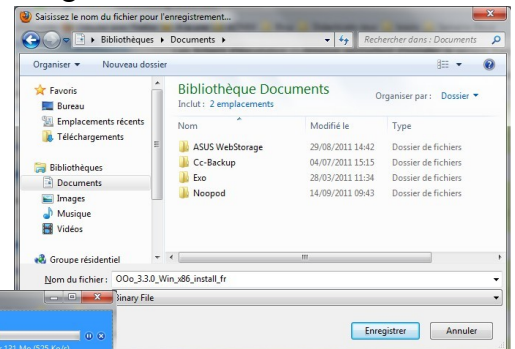 Saisissez le nom du fichier pour l'enregistrement...
Bibliothèques Documents
Rechercher dans : Documents
Organiser Nouveau dossier
Favoris
Bureau
Emplacements récents
Téléchargements
Bibliothèques
Documents
Images
Musique
Vidéos
Groupe résidentiel
Bibliothèque Documents
Inclut : 2 emplacements
Organiser par : Dossier
Nom Modifié le Type
ASUS WebStorage 29/08/2011 14:42 Dossier de fichiers
Cc-Backup 04/07/2011 15:15 Dossier de fichiers
Exo 28/03/2011 11:34 Dossier de fichiers
Noopod 14/09/2011 09:43 Dossier de fichiers
Nom du fichier : OOo_3.3.0_Win_x86_install_fr
Binary File
131 Mo (525 Ko/s)
Enregistrer Annuler